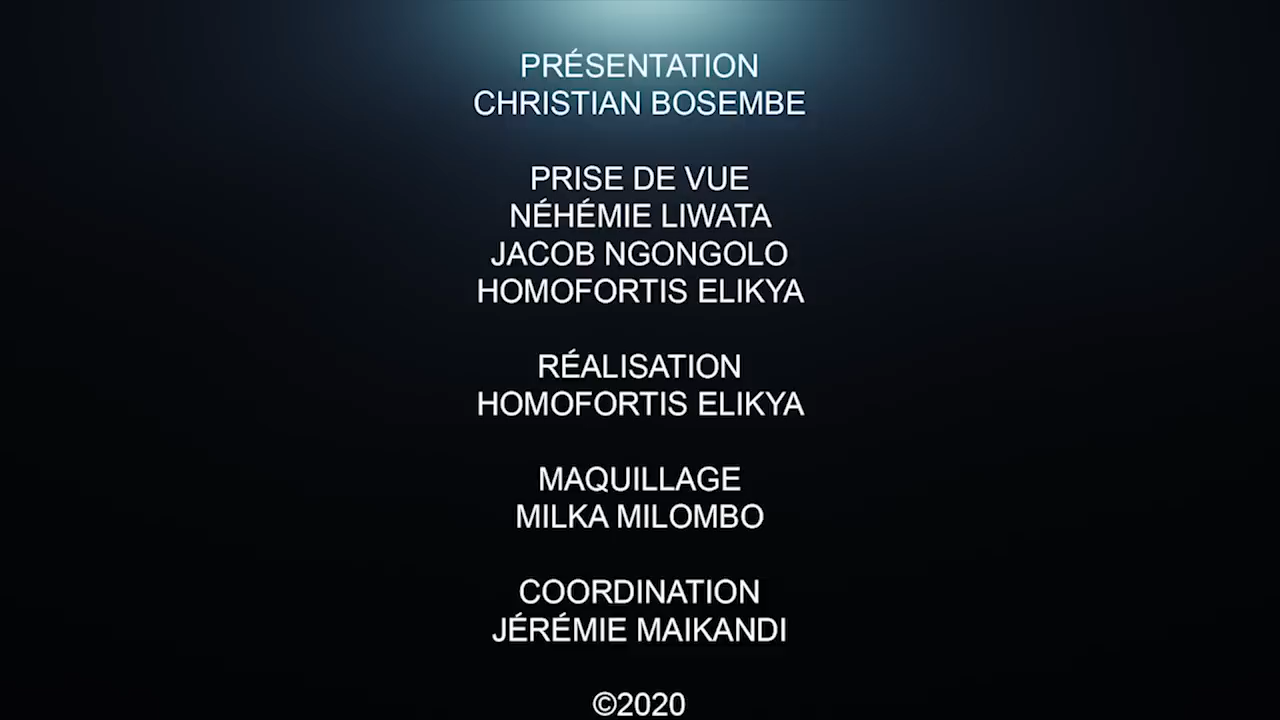 PRÉSENTATION
CHRISTIAN BOSEMBE
PRISE DE VUE
NÉHÉMIE LIWATA
JACOB NGONGOLO
HOMOFORTIS ELIKYA
RÉALISATION
HOMOFORTIS ELIKYA
MAQUILLAGE
MILKA MILOMBO
COORDINATION
JÉRÉMIE MAIKANDI
©2020